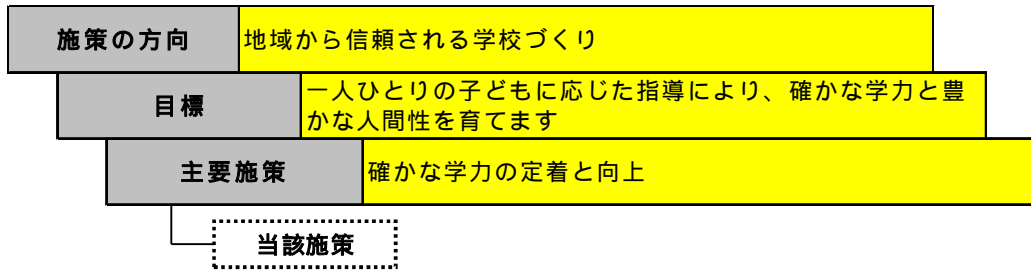 施策の方向 地域から信頼される学校づくり
目標 一人ひとりの子どもに応じた指導により、確かな学力と豊
かな人間性を育てます
主要施策 確かな学力の定着と向上
当該施策